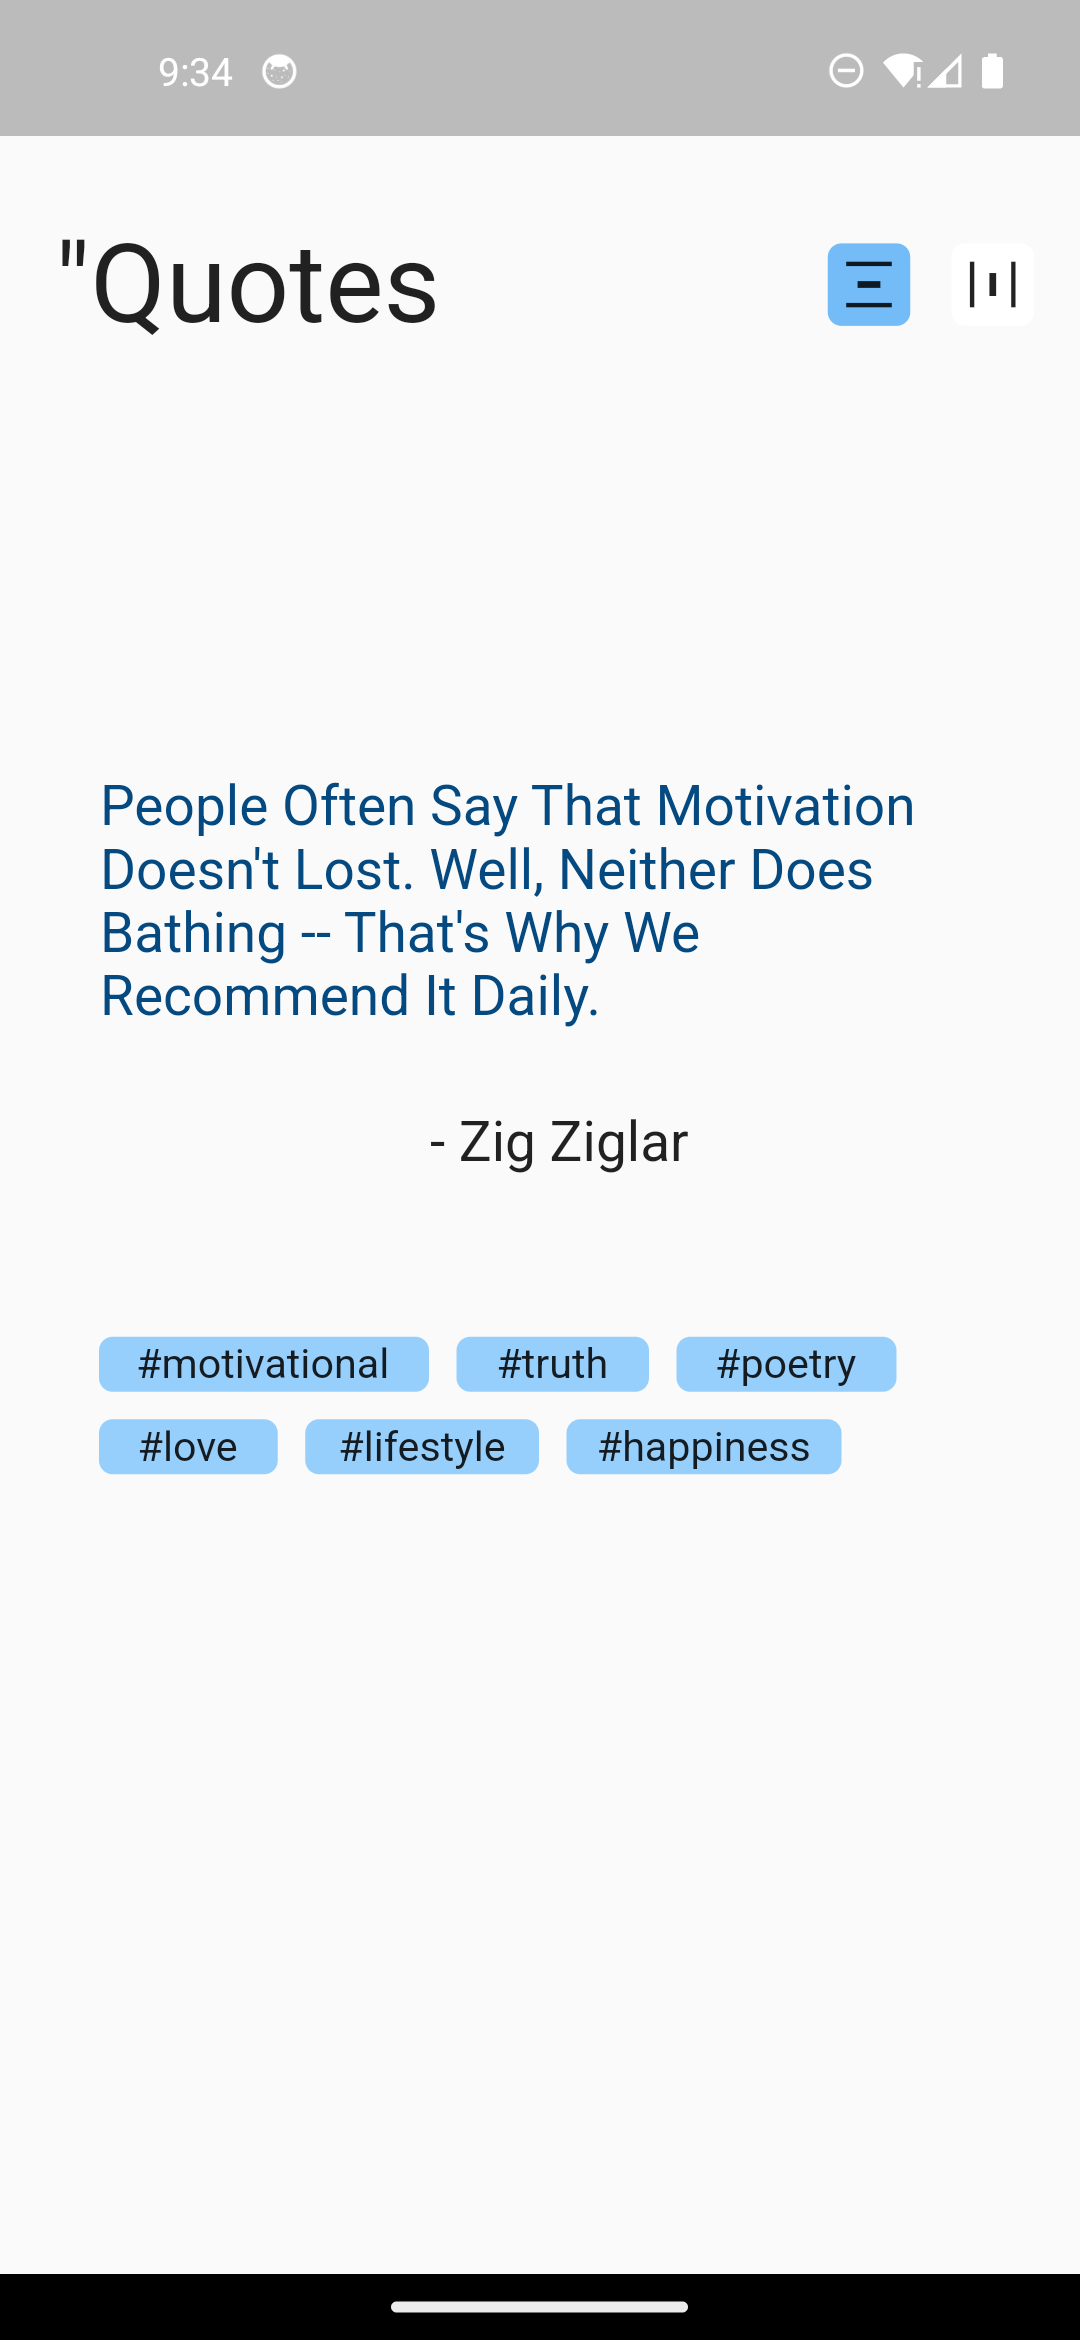 9:34
"Quotes
People Often Say That Motivation
Doesn't Lost. Well, Neither Does
Bathing -- That's Why We
Recommend It Daily.
- Zig Ziglar
#motivational #truth #poetry
#love #lifestyle #happiness